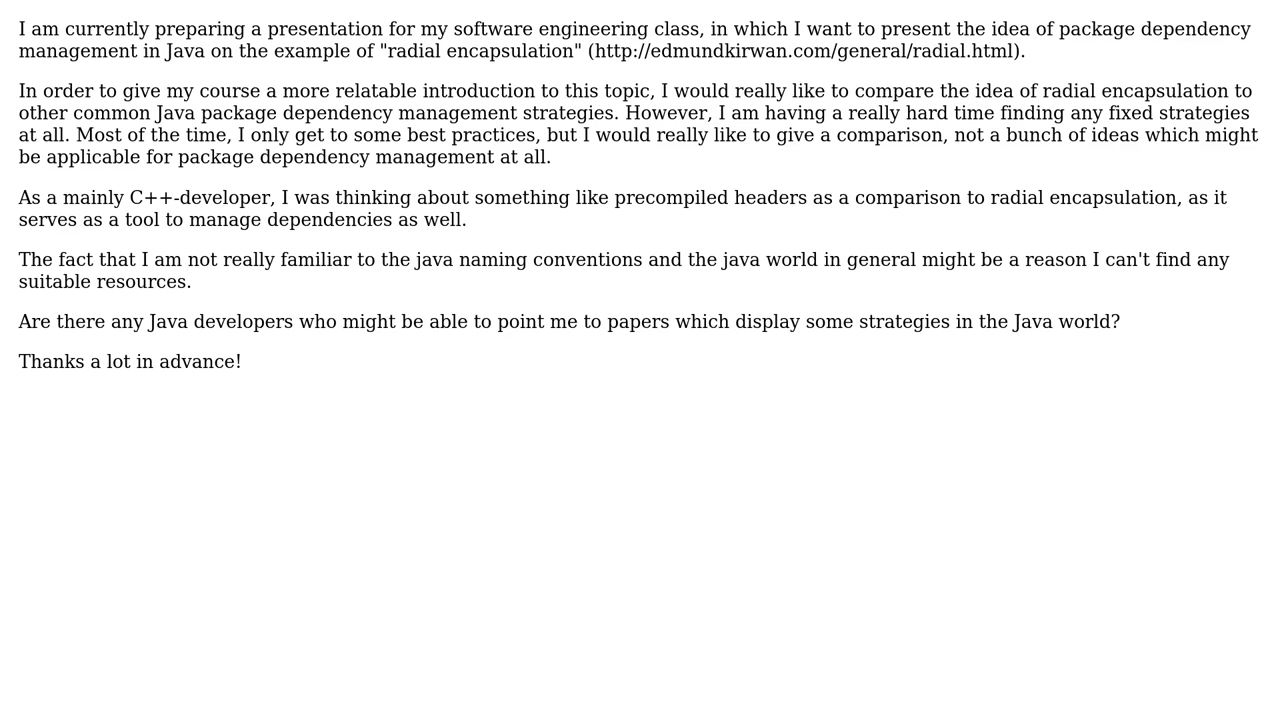 I am currently preparing a presentation for my software engineering class, in which I want to present the idea of package dependency
management in Java on the example of "radial encapsulation" (http://edmundkirwan.com/general/radial.html).
In order to give my course a more relatable introduction to this topic, I would really like to compare the idea of radial encapsulation to
other common Java package dependency management strategies. However, I am having a really hard time finding any fixed strategies
at all. Most of the time, I only get to some best practices, but I would really like to give a comparison, not a bunch of ideas which might
be applicable for package dependency management at all.
As a mainly C++-developer, I was thinking about something like precompiled headers as a comparison to radial encapsulation, as it
serves as a tool to manage dependencies as well.
The fact that I am not really familiar to the java naming conventions and the java world in general might be a reason I can't find any
suitable resources.
Are there any Java developers who might be able to point me to papers which display some strategies in the Java world?
Thanks a lot in advance!